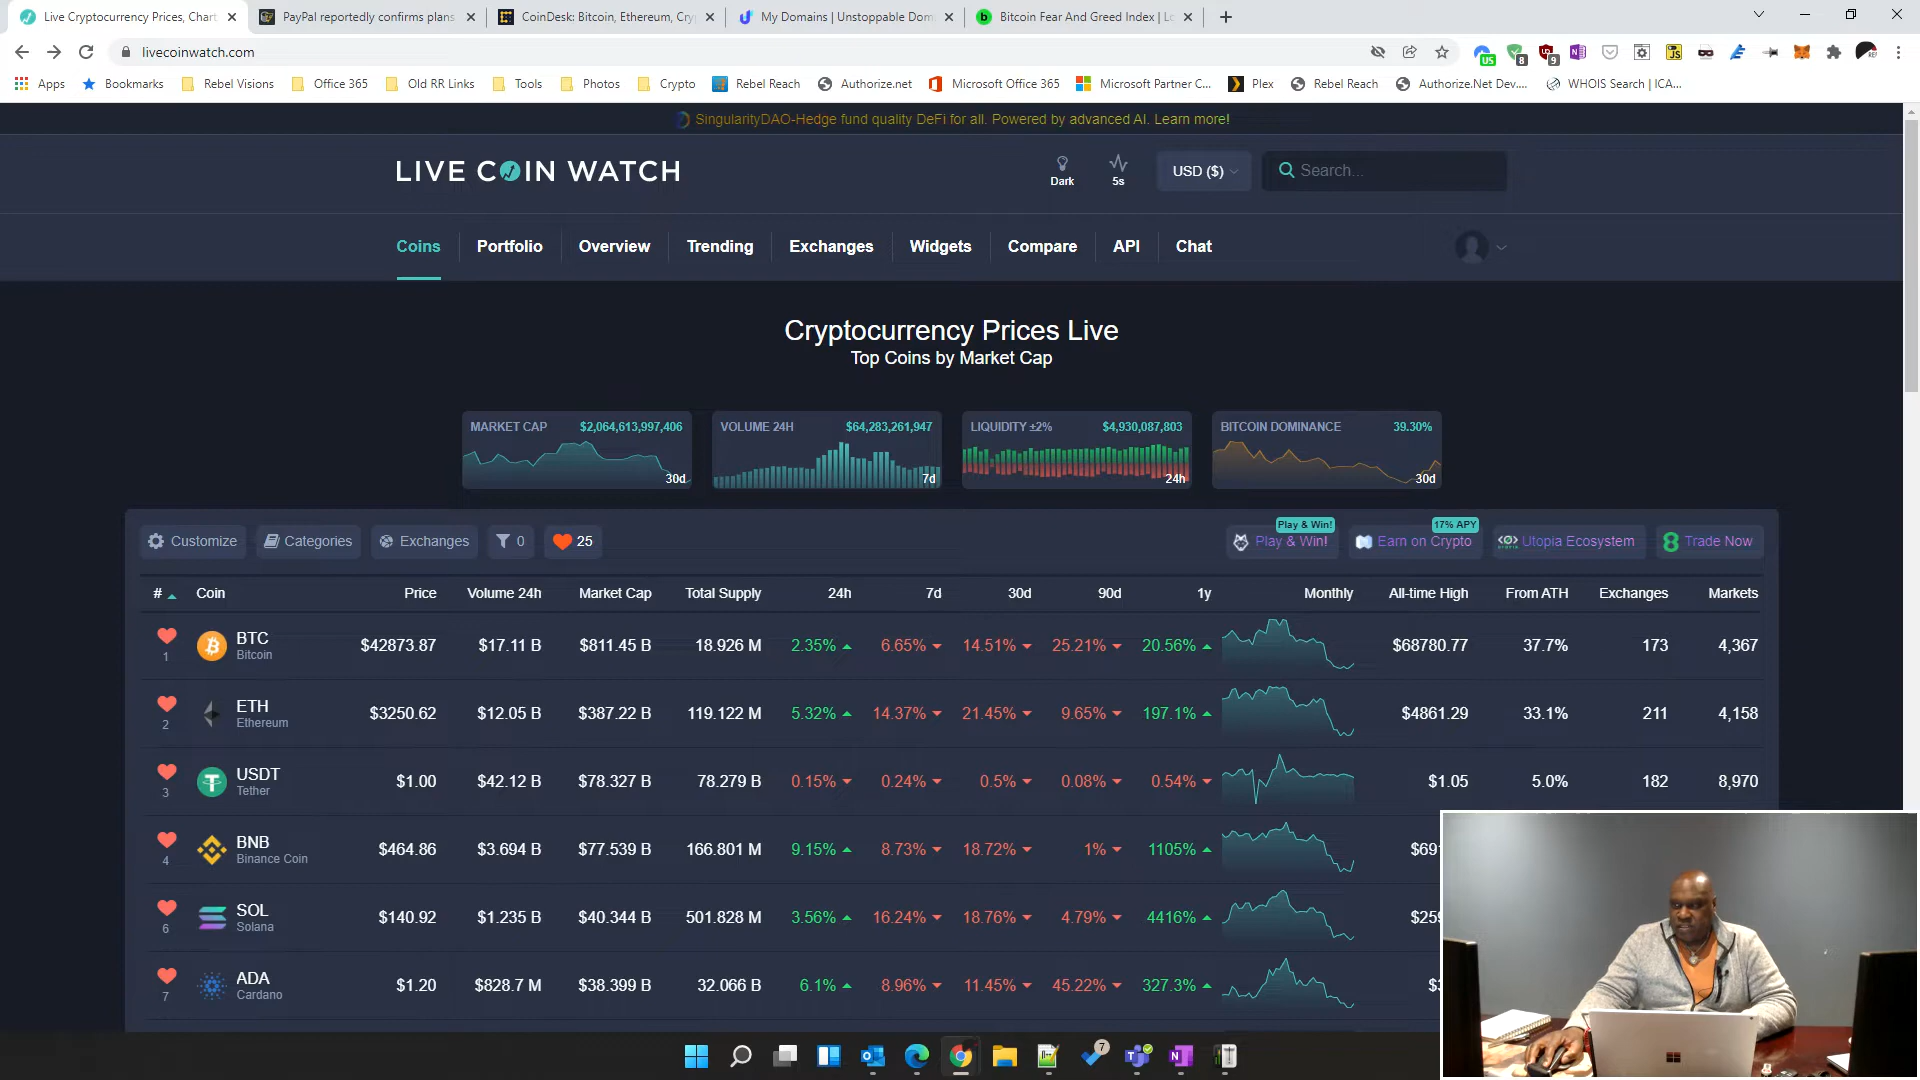 Live Cryptocurrency Prices, Chart
PayPal reportedly confirms plans
CoinDesk: Bitcoin, Ethereum, Cry
My Domains | Unstoppable Dom
Bitcoin Fear And Greed Index | Lo
livecoinwatch.com
US 8 9
Apps
Bookmarks
Rebel Visions
Office 365
Old RR Links
Tools
Photos
Crypto
Rebel Reach
Authorize.net
Microsoft Office 365
Microsoft Partner C...
Plex
Rebel Reach
Authorize.Net Dev....
WHOIS Search | ICA...
SingularityDAO-Hedge fund quality DeFi for all. Powered by advanced AI. Learn more!
LIVE COIN WATCH
Dark
5s
USD ($)
Search...
Coins
Portfolio
Overview
Trending
Exchanges
Widgets
Compare
API
Chat
Cryptocurrency Prices Live
Top Coins by Market Cap
MARKET CAP $2,064,613,997,406
30d
VOLUME 24H $64,283,261,947
7d
LIQUIDITY ±2% $4,930,087,803
24h
BITCOIN DOMINANCE 39.30%
30d
Customize
Categories
Exchanges
0
25
Play & Win!
Play & Win!
17% APY
Earn on Crypto
Utopia Ecosystem
Trade Now
# Coin Price Volume 24h Market Cap Total Supply 24h 7d 30d 90d 1y Monthly All-time High From ATH Exchanges Markets
1 BTC Bitcoin $42873.87 $17.11 B $811.45 B 18.926 M 2.35% 6.65% 14.51% 25.21% 20.56% $68780.77 37.7% 173 4,367
2 ETH Ethereum $3250.62 $12.05 B $387.22 B 119.122 M 5.32% 14.37% 21.45% 9.65% 197.1% $4861.29 33.1% 211 4,158
3 USDT Tether $1.00 $42.12 B $78.327 B 78.279 B 0.15% 0.24% 0.5% 0.08% 0.54% $1.05 5.0% 182 8,970
4 BNB Binance Coin $464.86 $3.694 B $77.539 B 166.801 M 9.15% 8.73% 18.72% 1% 1105% $69
6 SOL Solana $140.92 $1.235 B $40.344 B 501.828 M 3.56% 16.24% 18.76% 4.79% 4416% $25
7 ADA Cardano $1.20 $828.7 M $38.399 B 32.066 B 6.1% 8.96% 11.45% 45.22% 327.3% $
7